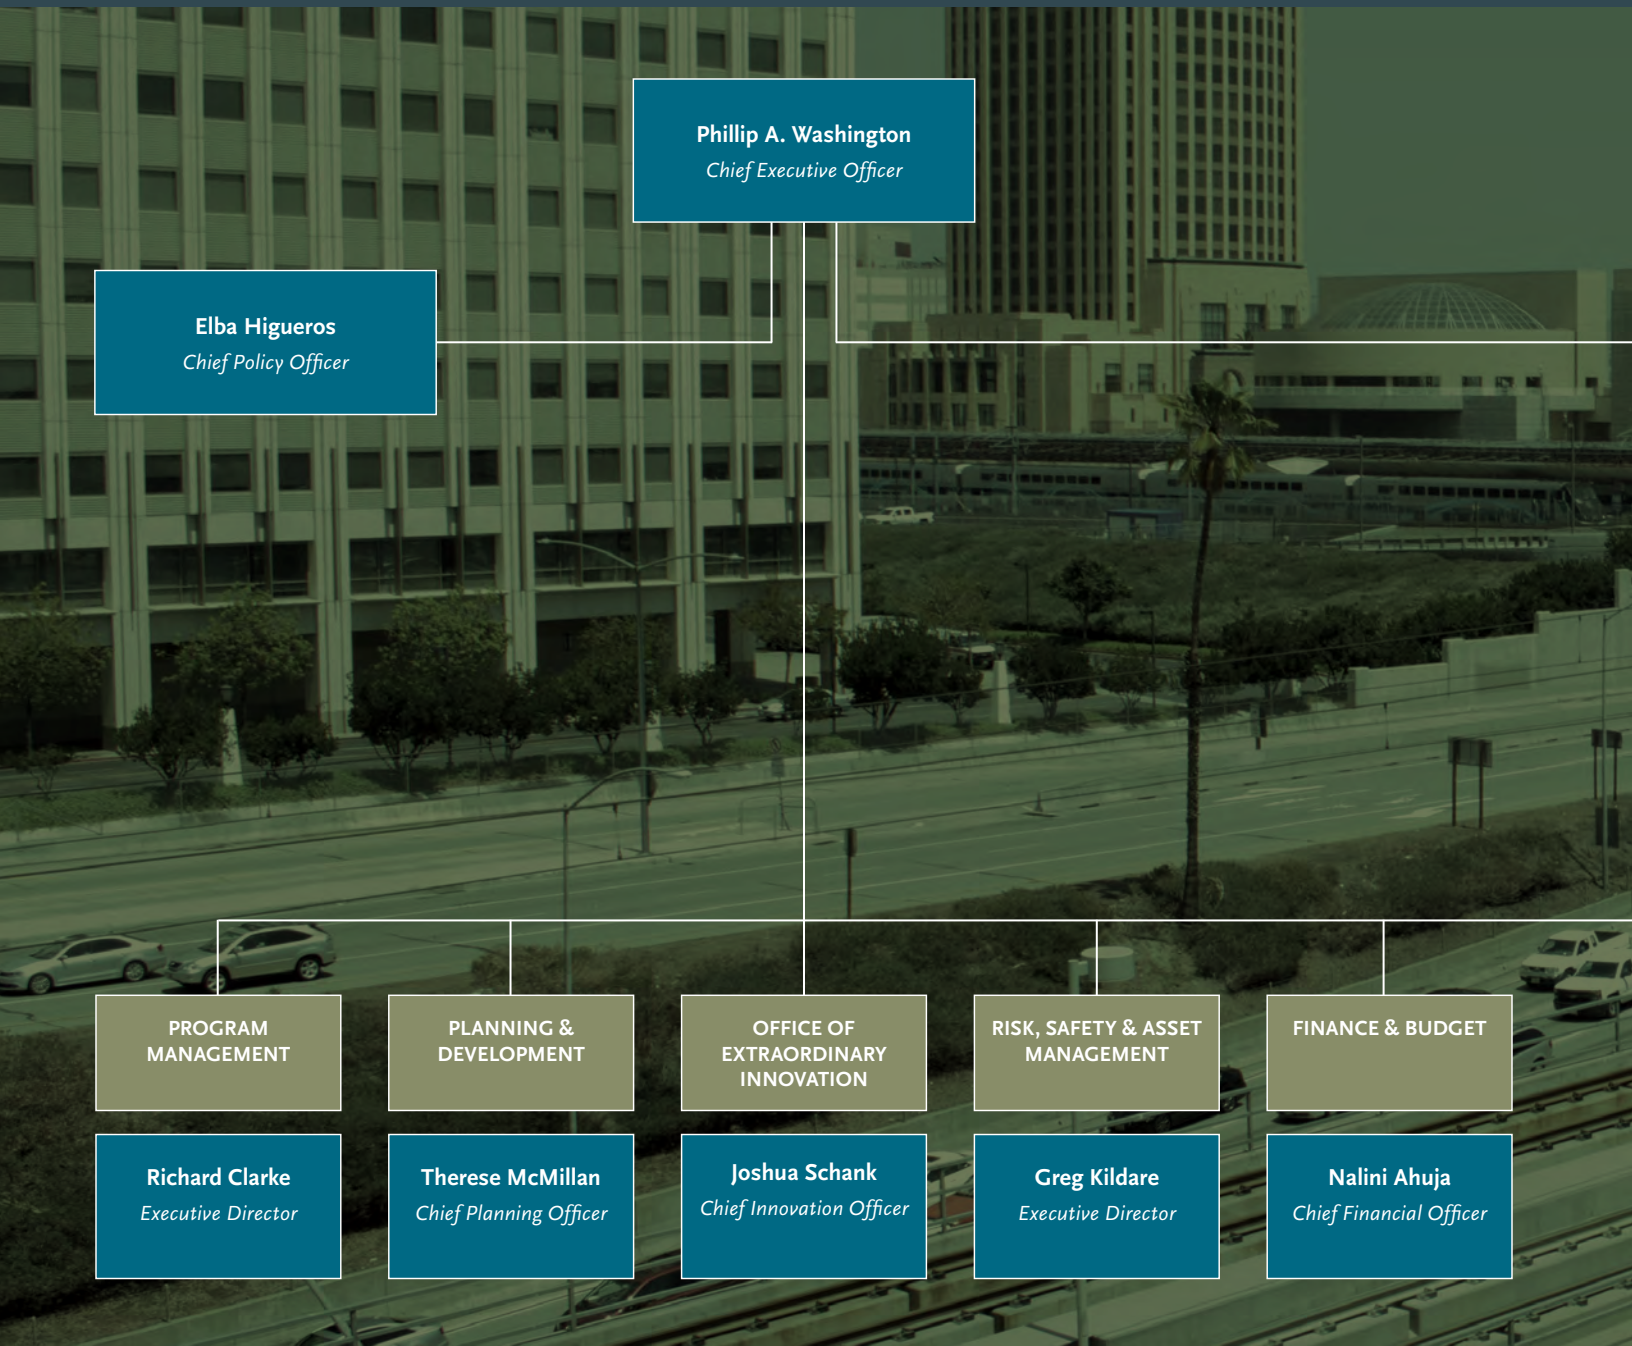 Phillip A. Washington
Chief Executive Officer
Elba Higueros
Chief Policy Officer
PROGRAM
MANAGEMENT
PLANNING &
DEVELOPMENT
OFFICE OF
EXTRAORDINARY
INNOVATION
RISK, SAFETY & ASSET
MANAGEMENT
FINANCE & BUDGET
Richard Clarke
Executive Director
Therese McMillan
Chief Planning Officer
Joshua Schank
Chief Innovation Officer
Greg Kildare
Executive Director
Nalini Ahuja
Chief Financial Officer